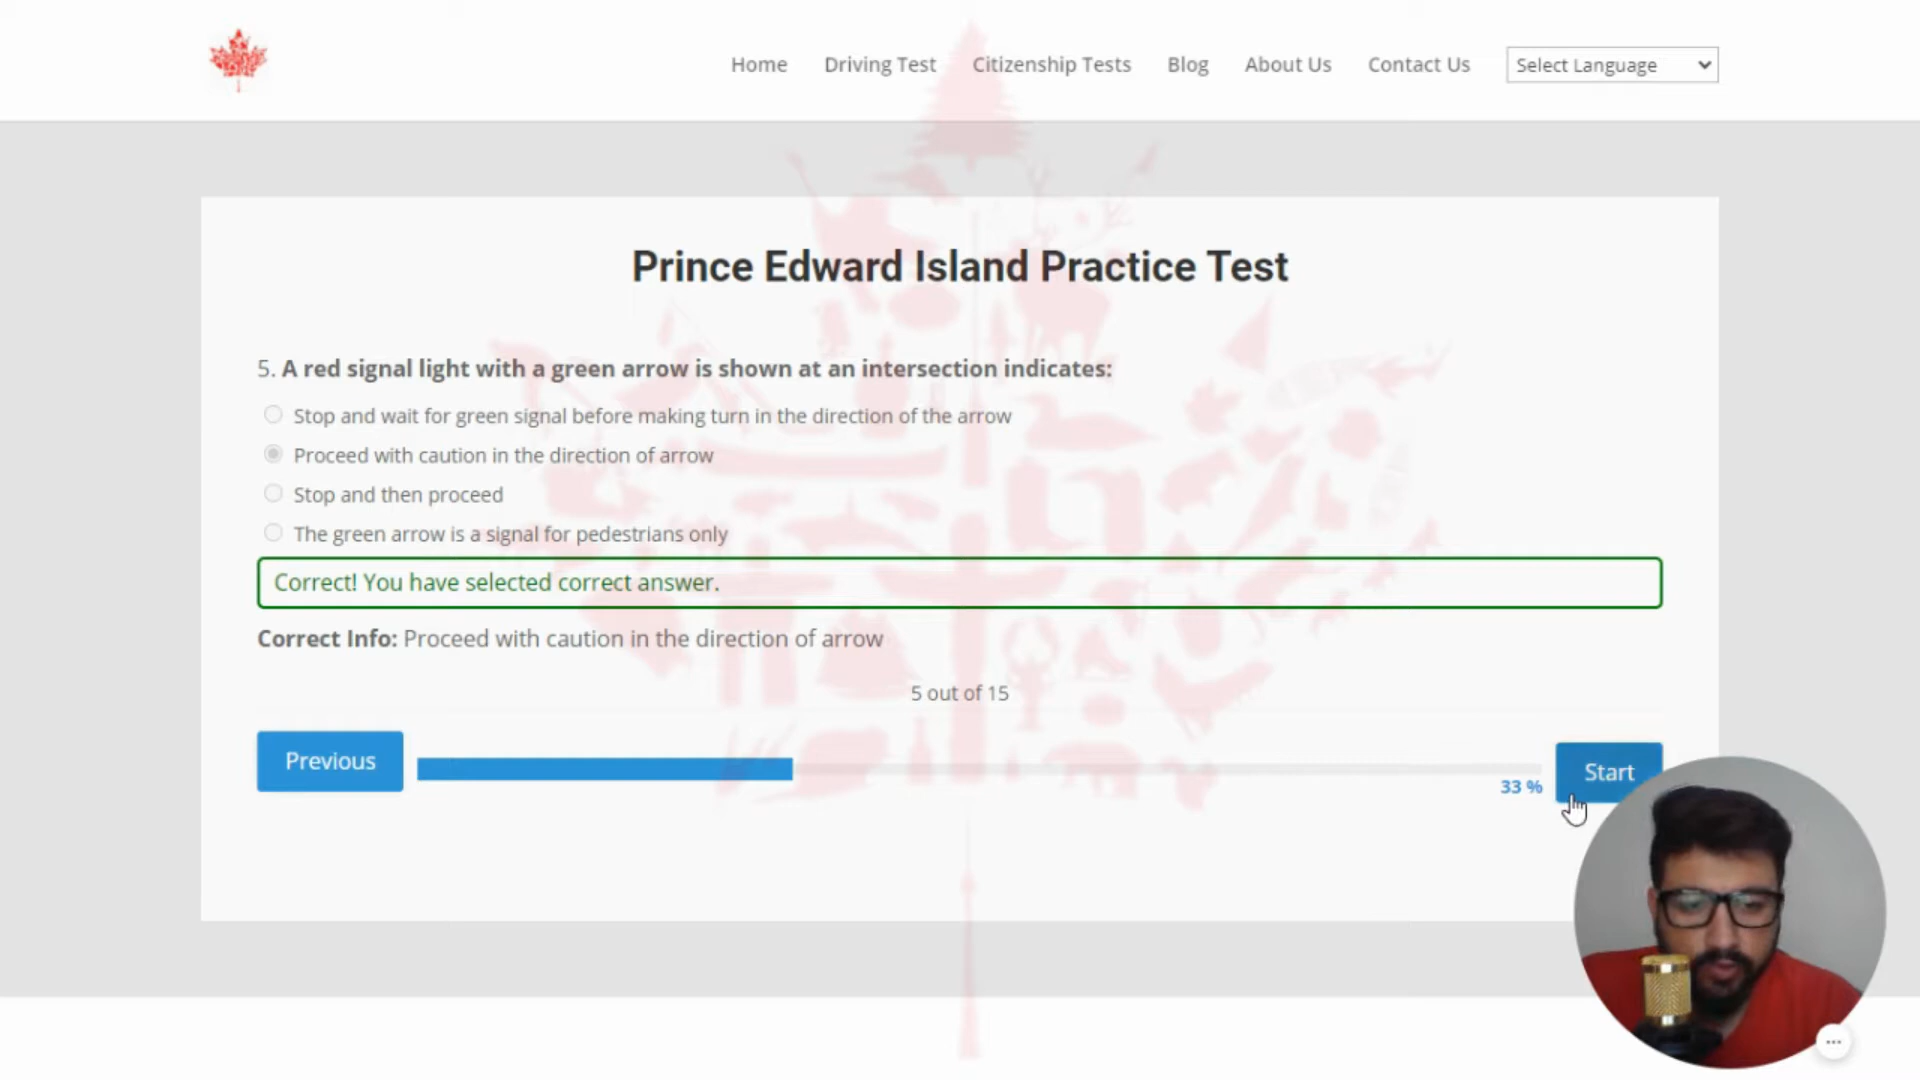 Home Driving Test Citizenship Tests Blog About Us Contact Us Select Language
Prince Edward Island Practice Test
5. A red signal light with a green arrow is shown at an intersection indicates:
Stop and wait for green signal before making turn in the direction of the arrow
Proceed with caution in the direction of arrow
Stop and then proceed
The green arrow is a signal for pedestrians only
Correct! You have selected correct answer.
Correct Info: Proceed with caution in the direction of arrow
5 out of 15
Previous
33 %
Start